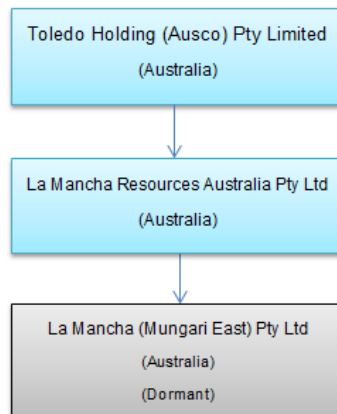 Toledo Holding (Ausco) Pty Limited
(Australia)
La Mancha Resources Australia Pty Ltd
(Australia)
La Mancha (Mungari East) Pty Ltd
(Australia)
(Dormant)